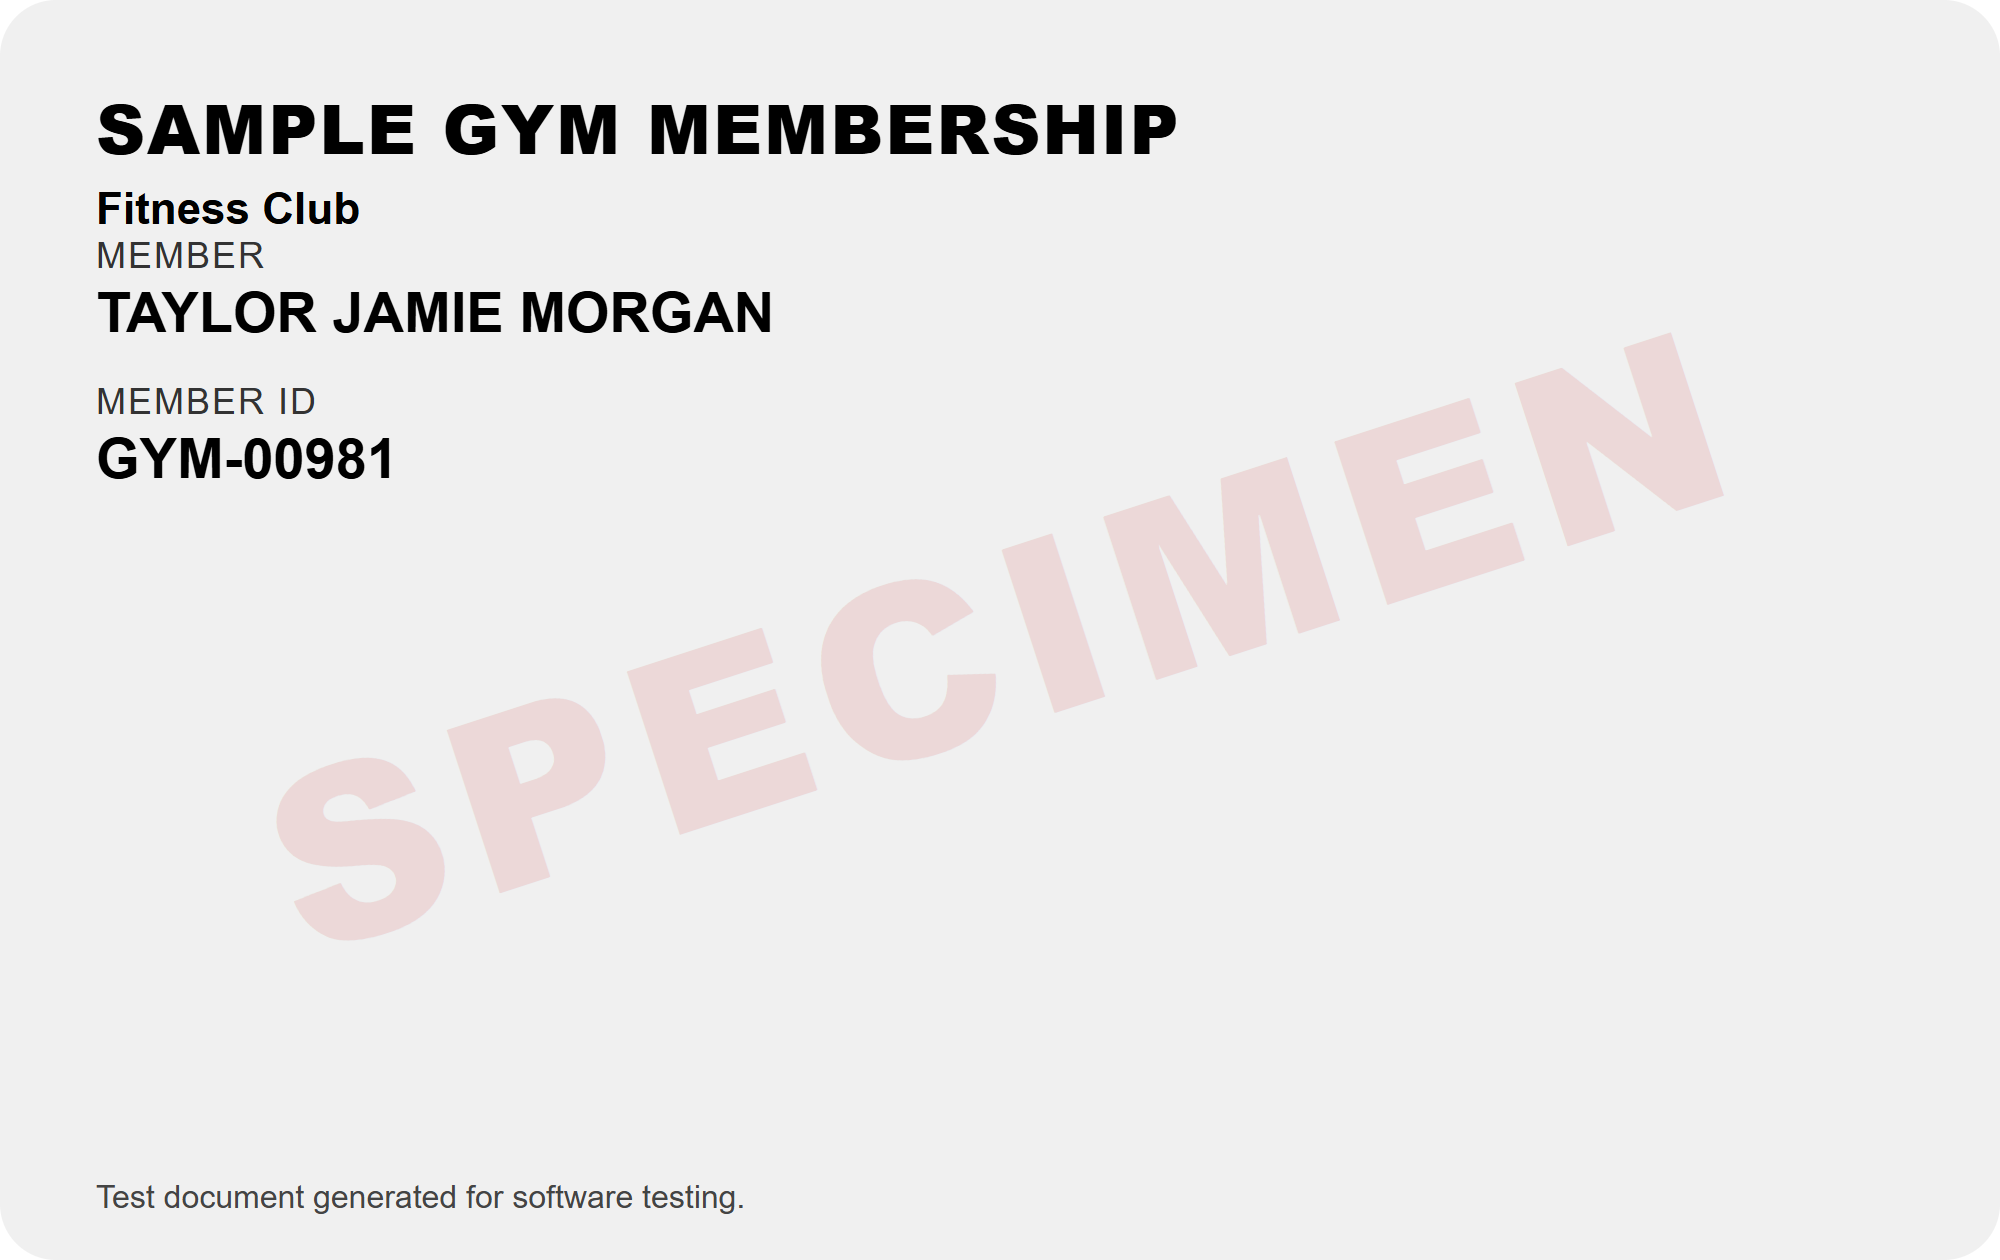 SAMPLE GYM MEMBERSHIP
Fitness Club
MEMBER
TAYLOR JAMIE MORGAN
MEMBER ID
GYM-00981
SPECIMEN
Test document generated for software testing.